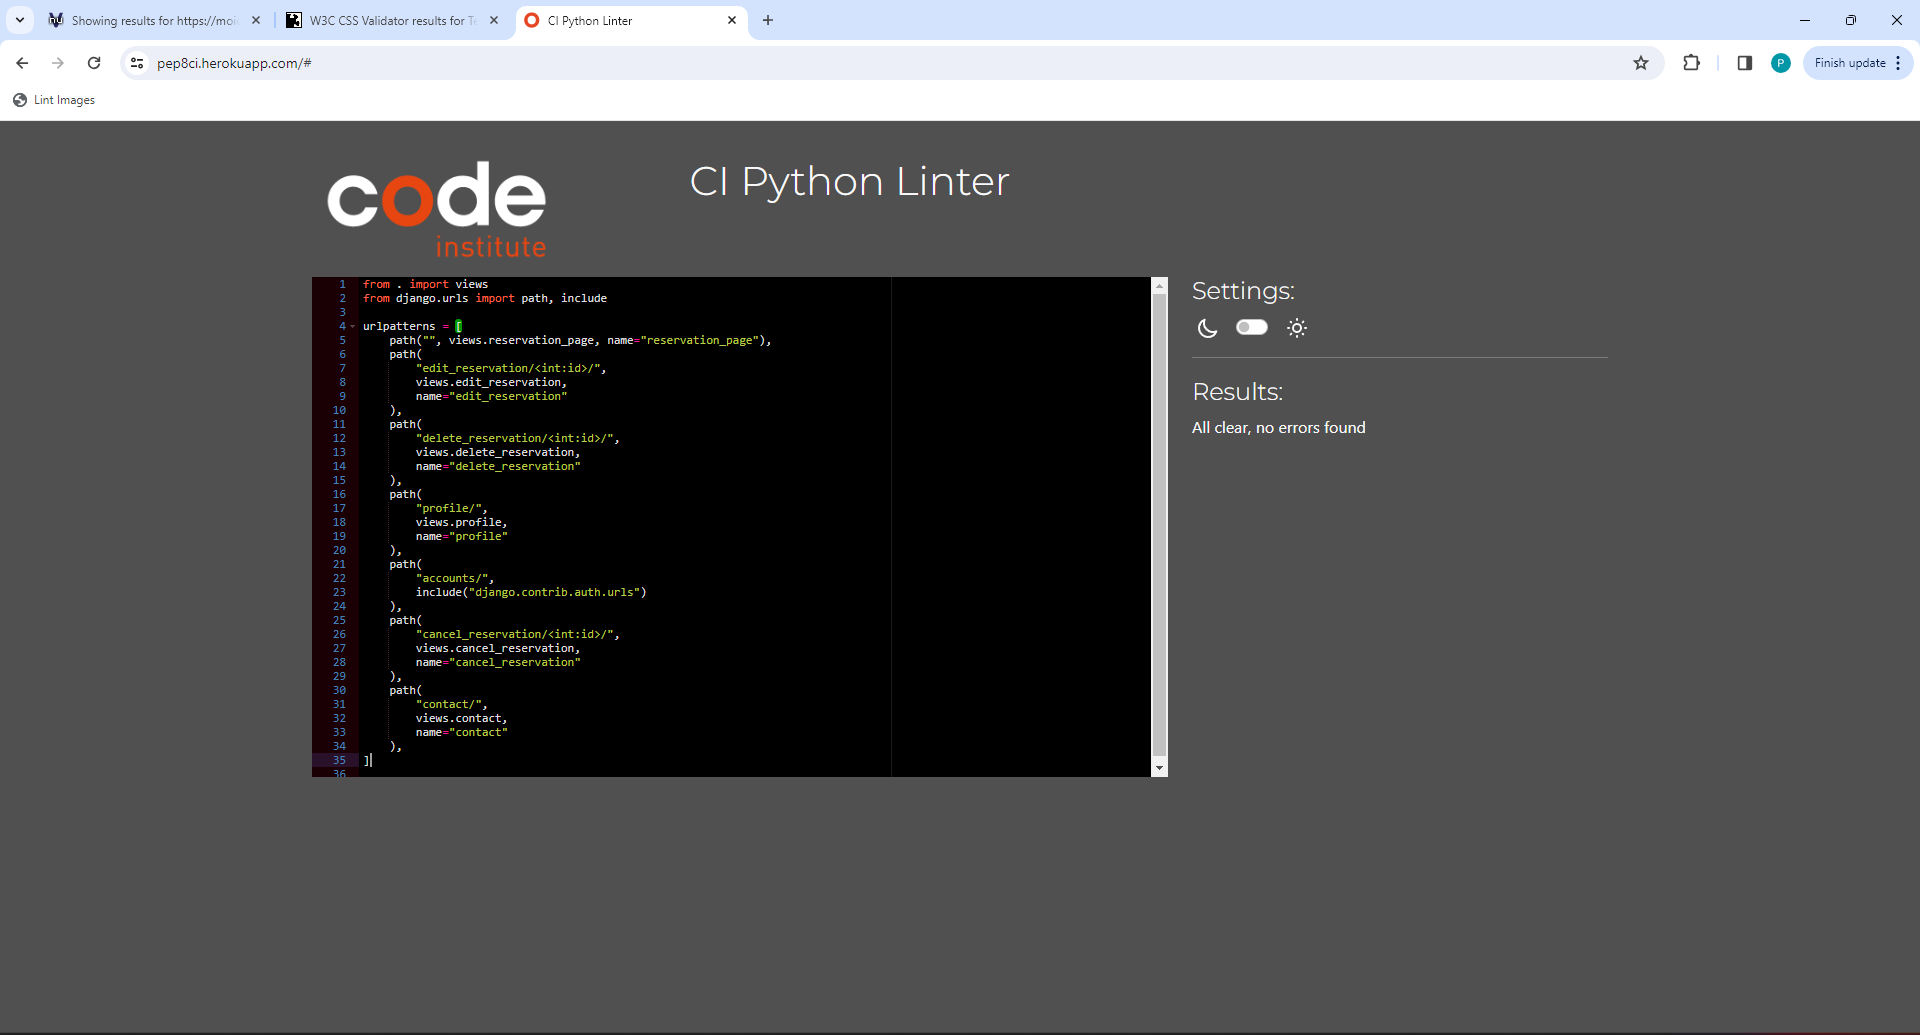 Showing results for https://moi
W3C CSS Validator results for Te
CI Python Linter
pep8ci.herokuapp.com/#
P
Finish update
Lint Images
code
institute
CI Python Linter
1 from . import views
2 from django.urls import path, include
3
4 urlpatterns = [
5     path("", views.reservation_page, name="reservation_page"),
6     path(
7         "edit_reservation/<int:id>/",
8         views.edit_reservation,
9         name="edit_reservation"
10     ),
11     path(
12         "delete_reservation/<int:id>/",
13         views.delete_reservation,
14         name="delete_reservation"
15     ),
16     path(
17         "profile/",
18         views.profile,
19         name="profile"
20     ),
21     path(
22         "accounts/",
23         include("django.contrib.auth.urls")
24     ),
25     path(
26         "cancel_reservation/<int:id>/",
27         views.cancel_reservation,
28         name="cancel_reservation"
29     ),
30     path(
31         "contact/",
32         views.contact,
33         name="contact"
34     ),
35 ]
36
Settings:
Results:
All clear, no errors found